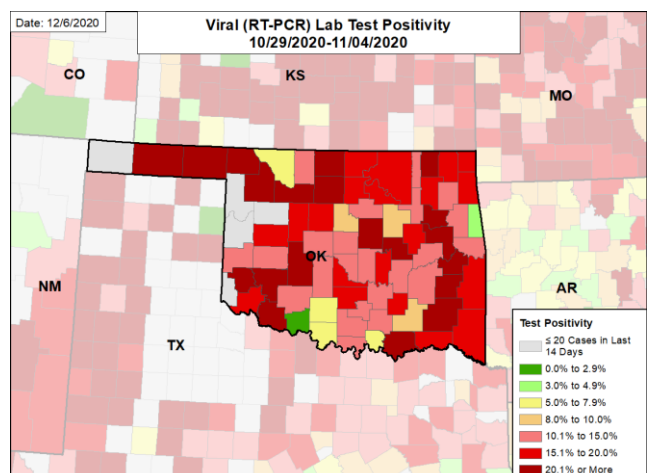 Date: 12/6/2020
Viral (RT-PCR) Lab Test Positivity
10/29/2020-11/04/2020
CO
KS
MO
OK
NM
AR
TX
Test Positivity
≤ 20 Cases in Last
14 Days
0.0% to 2.9%
3.0% to 4.9%
5.0% to 7.9%
8.0% to 10.0%
10.1% to 15.0%
15.1% to 20.0%
20.1% or More